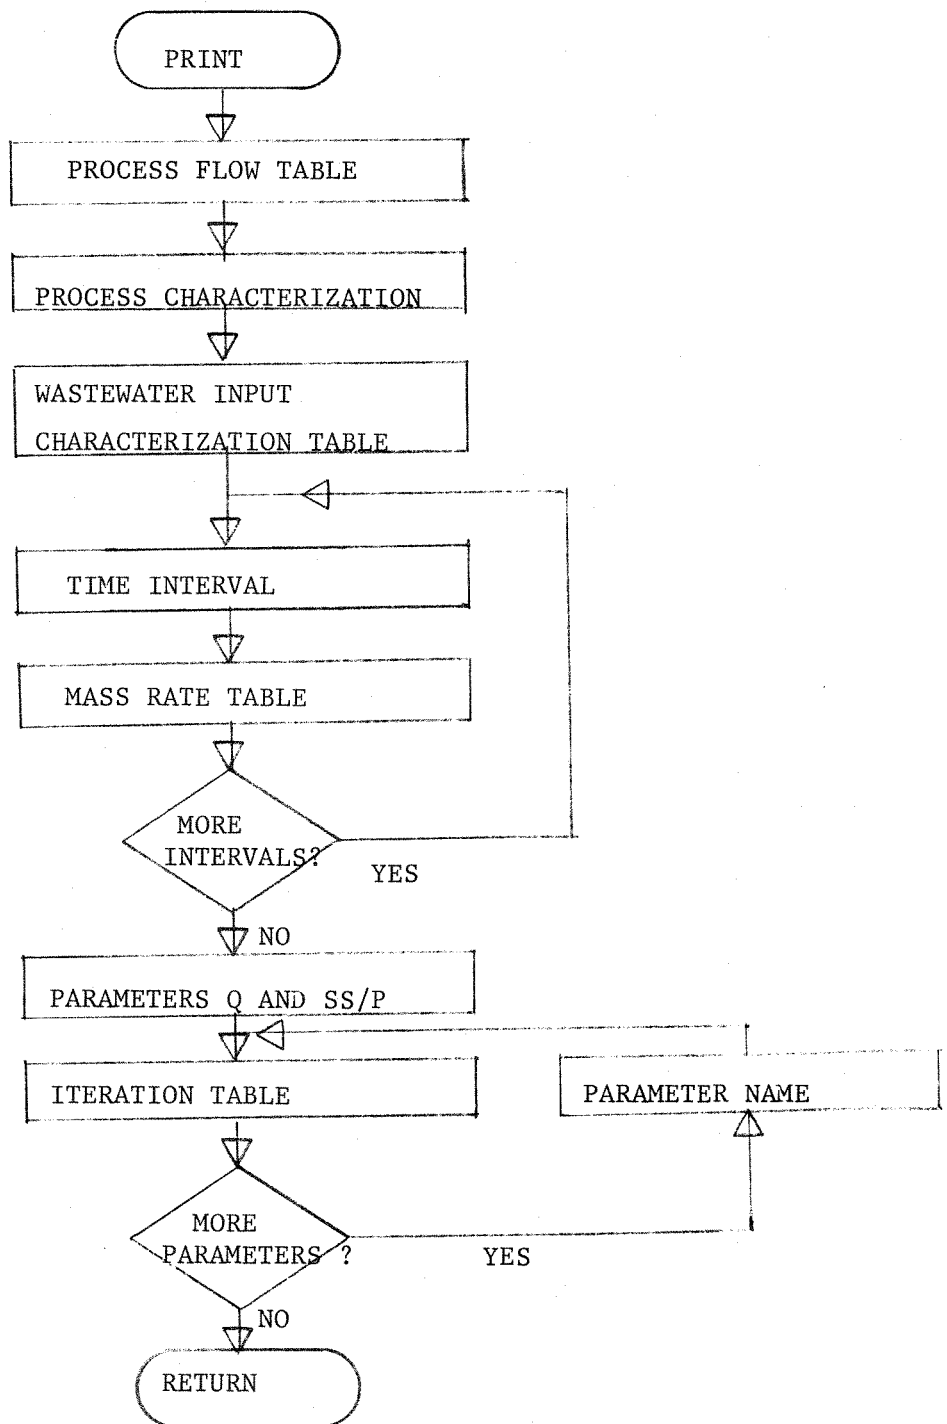 PRINT
PROCESS FLOW TABLE
PROCESS CHARACTERIZATION
WASTEWATER INPUT
CHARACTERIZATION TABLE
TIME INTERVAL
MASS RATE TABLE
MORE
INTERVALS?
YES
NO
PARAMETERS Q AND SS/P
ITERATION TABLE
PARAMETER NAME
MORE
PARAMETERS ?
YES
NO
RETURN